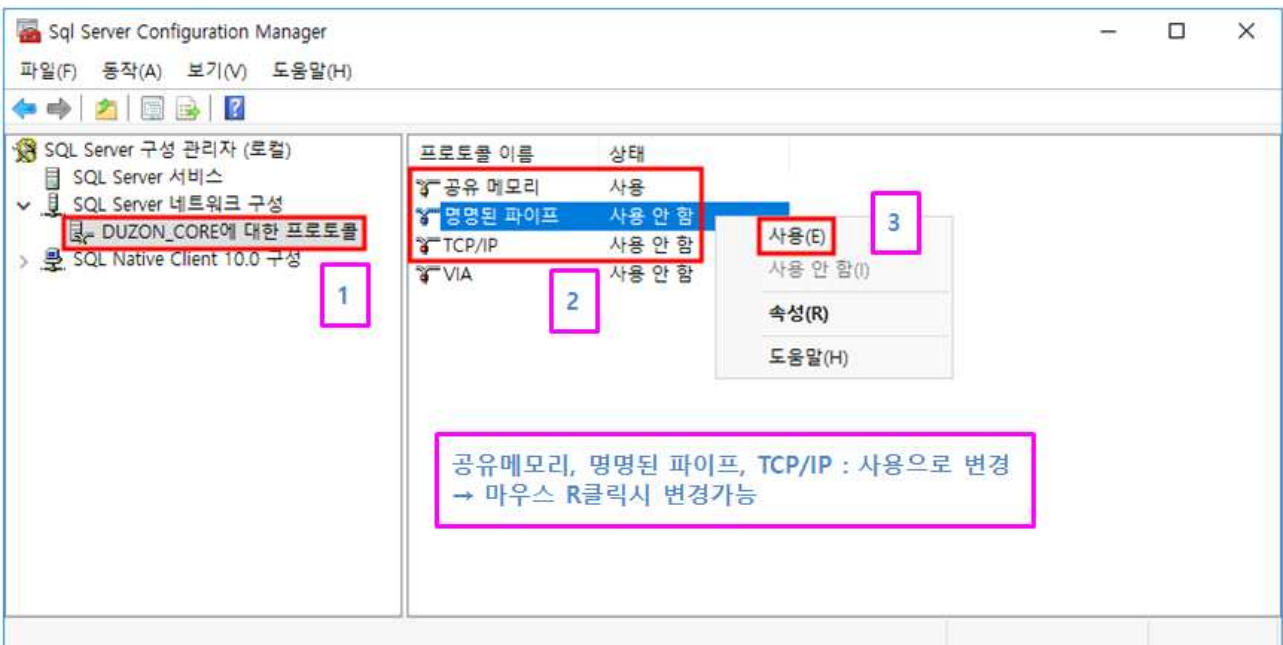 Sql Server Configuration Manager
파일(F) 동작(A) 보기(V) 도움말(H)
SQL Server 구성 관리자 (로컬)
SQL Server 서비스
SQL Server 네트워크 구성
DUZON_CORE에 대한 프로토콜
SQL Native Client 10.0 구성
1
프로토콜 이름 상태
공유 메모리 사용
명명된 파이프 사용 안 함
TCP/IP 사용 안 함
VIA 사용 안 함
2
사용(E)
3
사용 안 함(I)
속성(R)
도움말(H)
공유메모리, 명명된 파이프, TCP/IP : 사용으로 변경
→ 마우스 R클릭시 변경가능